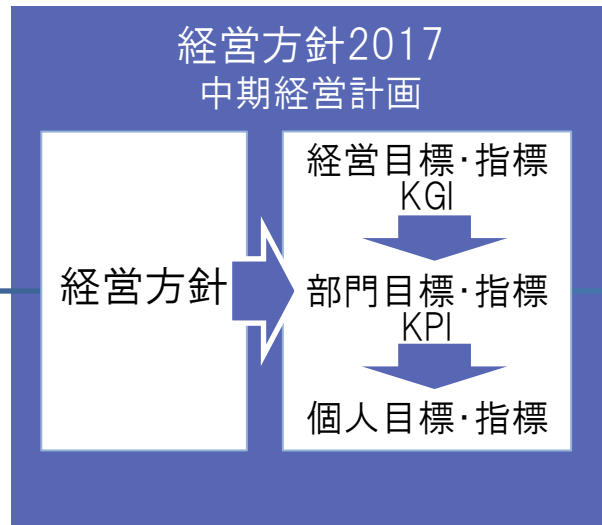 経営方針2017
中期経営計画
経営方針
経営目標・指標
KGI
部門目標・指標
KPI
個人目標・指標